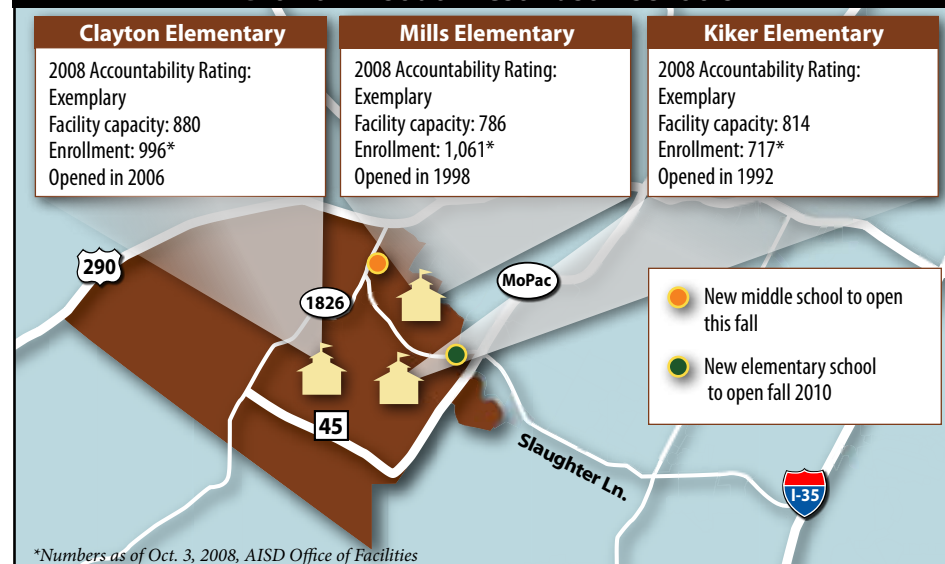 Clayton Elementary
2008 Accountability Rating:
Exemplary
Facility capacity: 880
Enrollment: 996*
Opened in 2006
Mills Elementary
2008 Accountability Rating:
Exemplary
Facility capacity: 786
Enrollment: 1,061*
Opened in 1998
Kiker Elementary
2008 Accountability Rating:
Exemplary
Facility capacity: 814
Enrollment: 717*
Opened in 1992
290
1826
MoPac
45
Slaughter Ln.
I-35
New middle school to open
this fall
New elementary school
to open fall 2010
*Numbers as of Oct. 3, 2008, AISD Office of Facilities